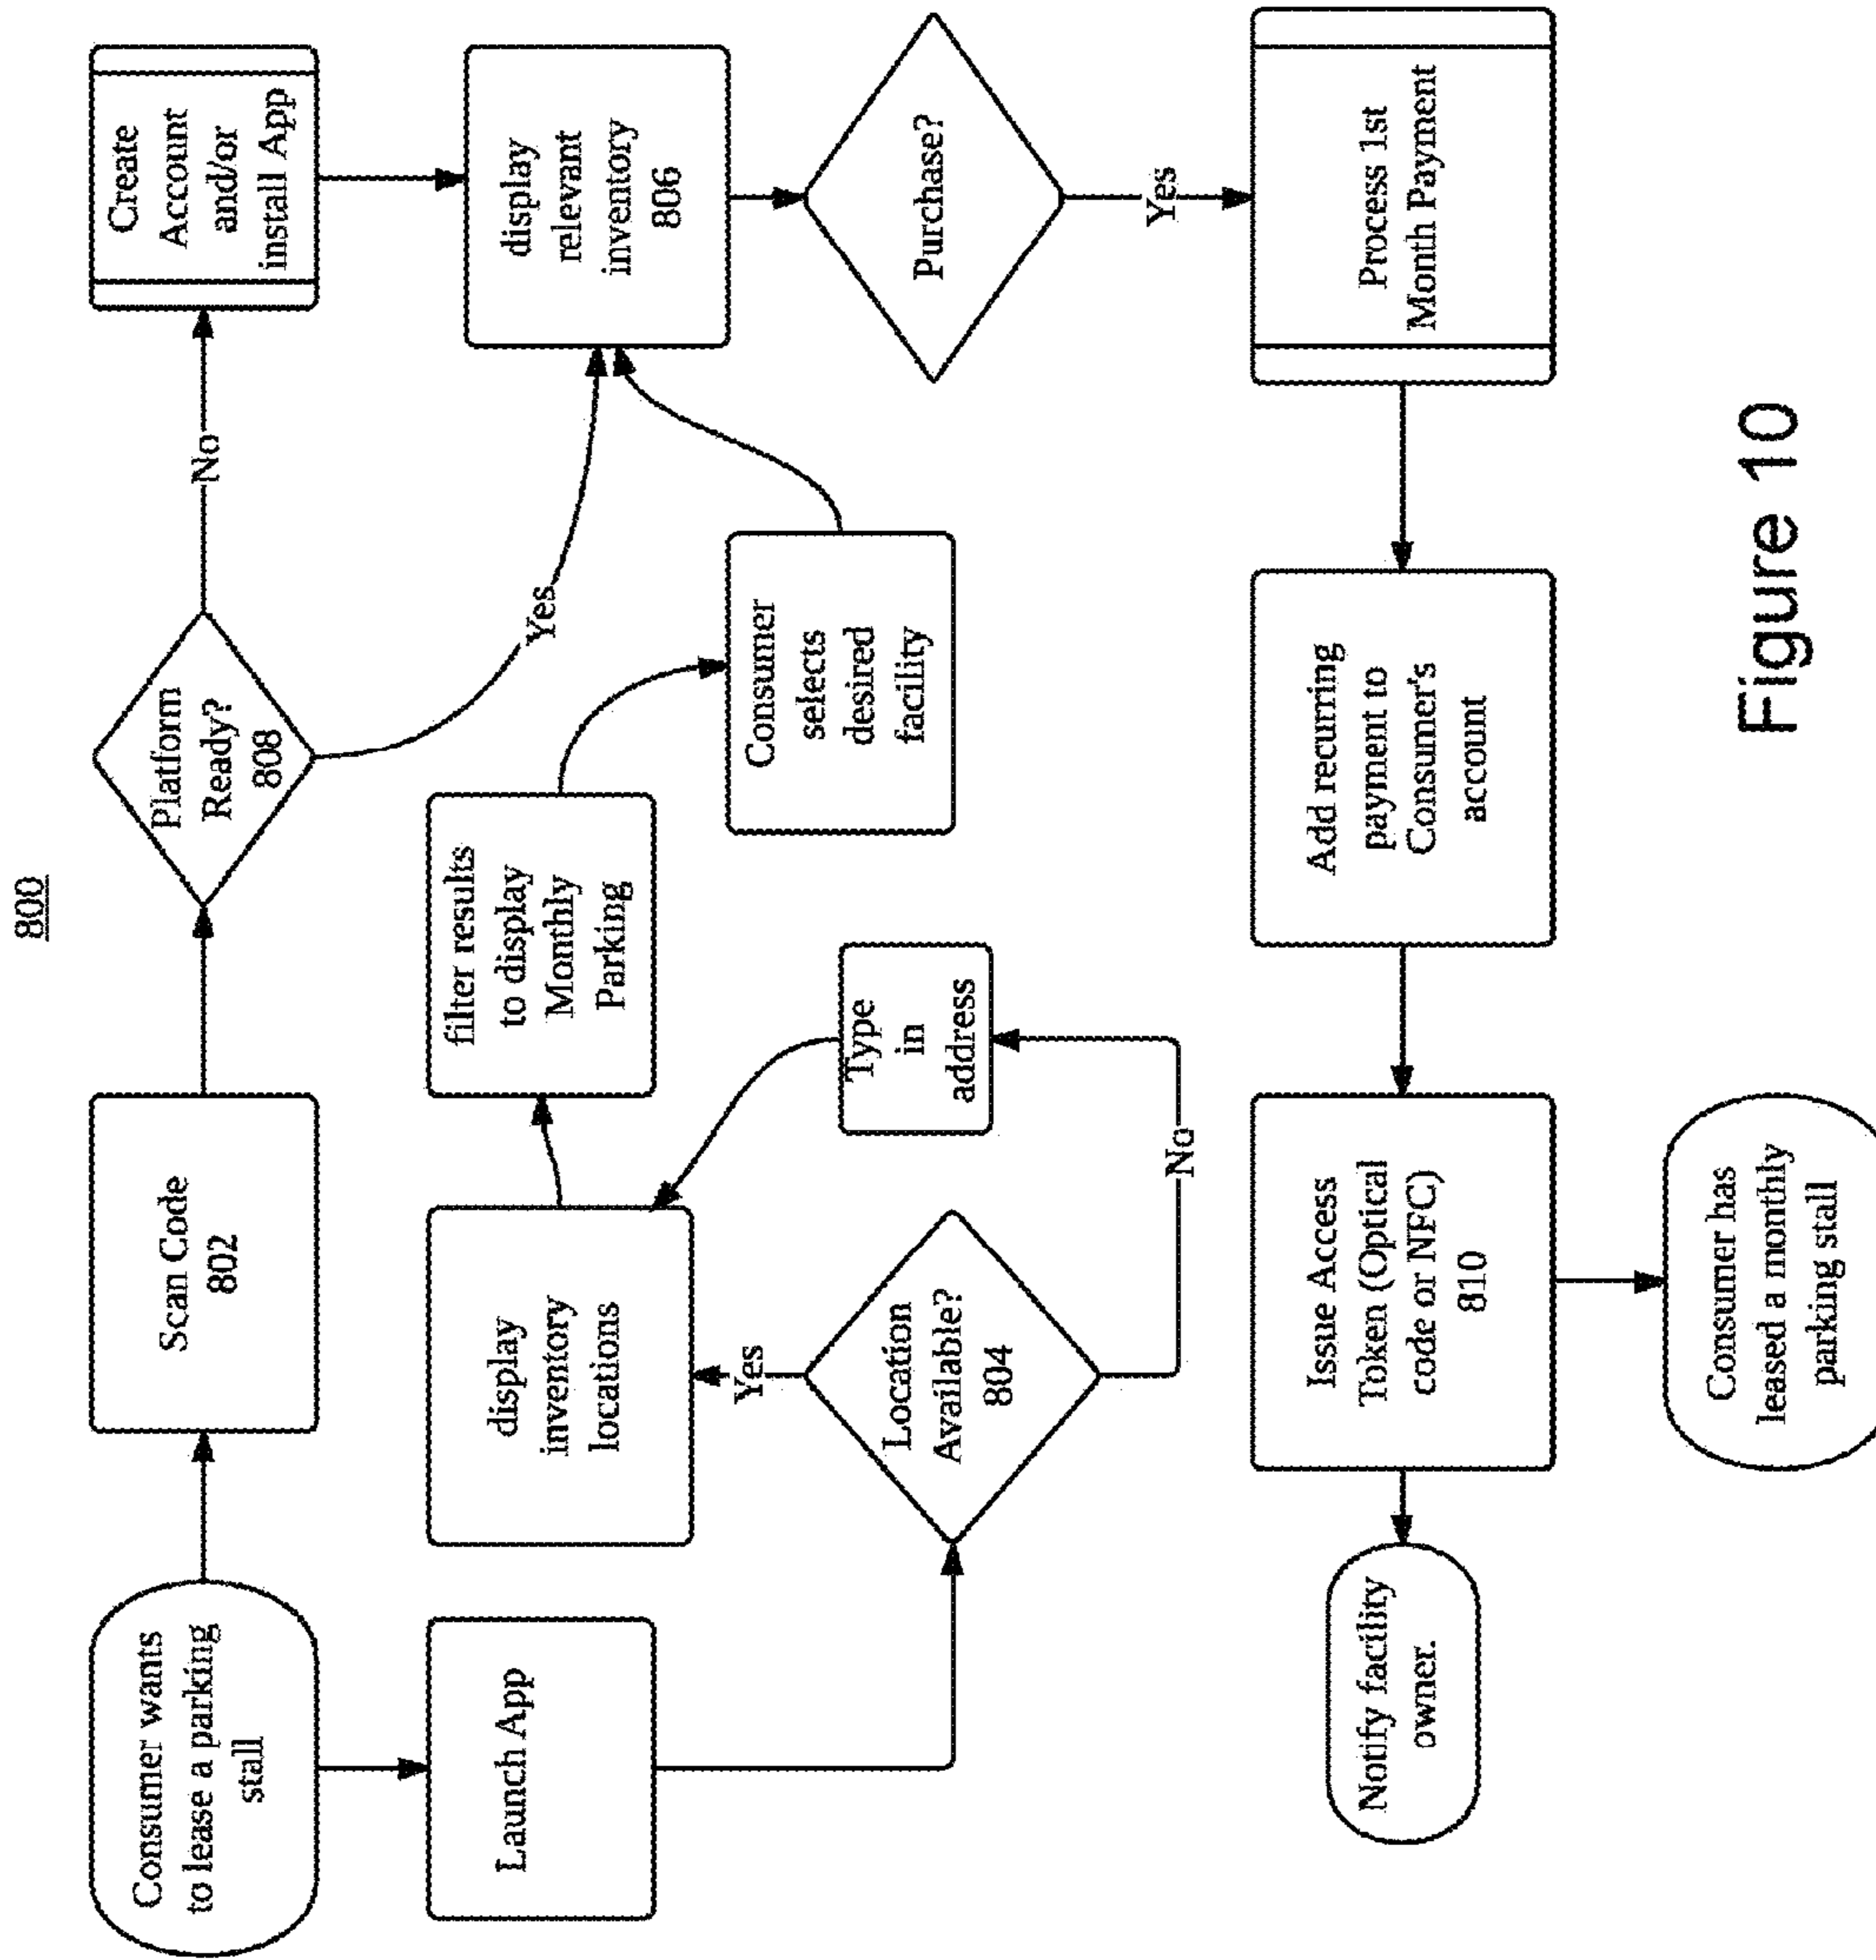 800
Consumer wants
to lease a parking
stall
Scan Code
802
Platform
Ready?
808
No
Create
Account
and/or
install App
Yes
Launch App
display
inventory
locations
filter results
to display
Monthly
Parking
Consumer
selects
desired
facility
display
relevant
inventory
806
Yes
Location
Available?
804
No
Type
in
address
Purchase?
Yes
Process 1st
Month Payment
Add recurring
payment to
Consumer's
account
Issue Access
Token (Optical
code or NFC)
810
Notify facility
owner.
Consumer has
leased a monthly
parking stall
Figure 10